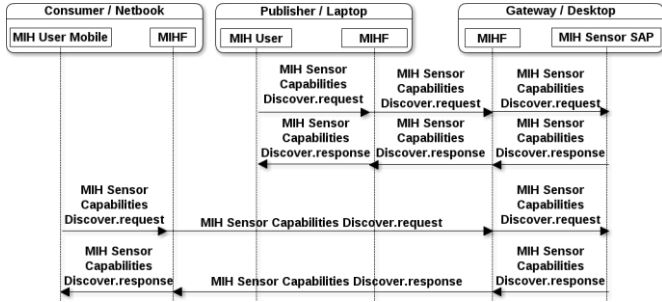 Consumer / Netbook
Publisher / Laptop
Gateway / Desktop
MIH User Mobile
MIHF
MIH User
MIHF
MIHF
MIH Sensor SAP
MIH Sensor
Capabilities
Discover.request
MIH Sensor
Capabilities
Discover.request
MIH Sensor
Capabilities
Discover.request
MIH Sensor
Capabilities
Discover.response
MIH Sensor
Capabilities
Discover.response
MIH Sensor
Capabilities
Discover.response
MIH Sensor
Capabilities
Discover.request
MIH Sensor Capabilities Discover.request
MIH Sensor
Capabilities
Discover.request
MIH Sensor
Capabilities
Discover.response
MIH Sensor Capabilities Discover.response
MIH Sensor
Capabilities
Discover.response